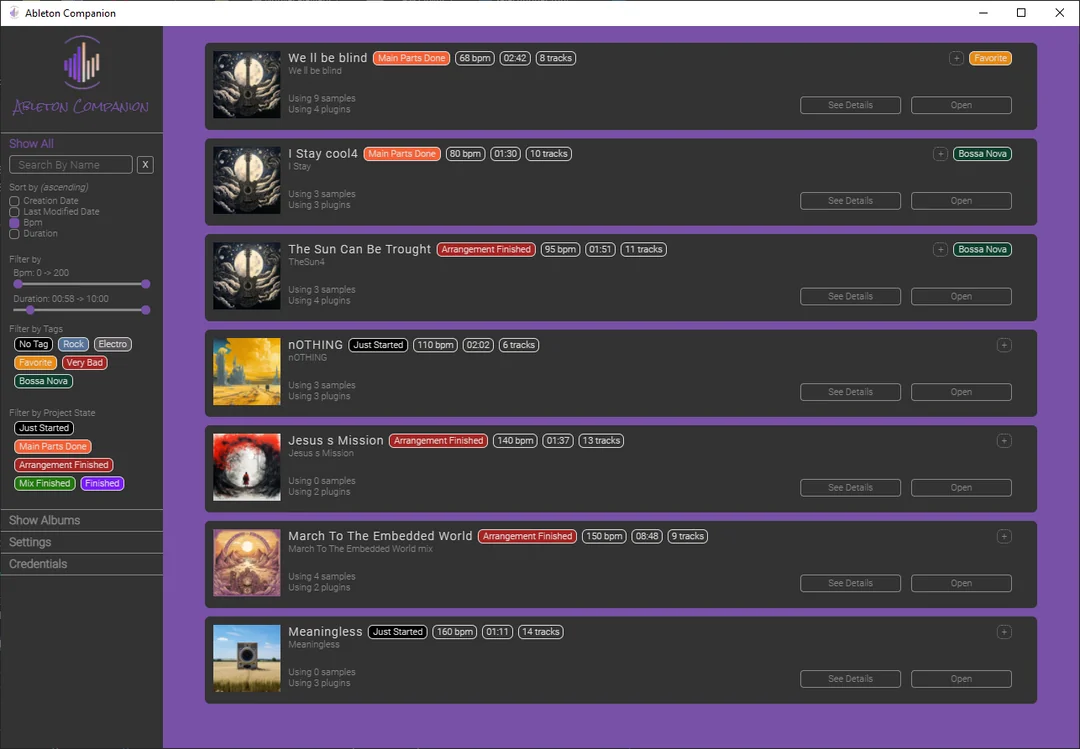 Ableton Companion
Ableton Companion
Show All
Search By Name X
Sort by (ascending)
Creation Date
Last Modified Date
Bpm
Duration
Filter by
Bpm: 0 -> 200
Duration: 00:58 -> 10:00
Filter by Tags
No Tag Rock Electro
Favorite Very Bad
Bossa Nova
Filter by Project State
Just Started
Main Parts Done
Arrangement Finished
Mix Finished Finished
Show Albums
Settings
Credentials
We ll be blind Main Parts Done 68 bpm 02:42 8 tracks + Favorite
We ll be blind
Using 9 samples
Using 4 plugins
See Details Open
I Stay cool4 Main Parts Done 80 bpm 01:30 10 tracks + Bossa Nova
I Stay
Using 3 samples
Using 3 plugins
See Details Open
The Sun Can Be Trought Arrangement Finished 95 bpm 01:51 11 tracks + Bossa Nova
TheSun4
Using 3 samples
Using 4 plugins
See Details Open
nOTHING Just Started 110 bpm 02:02 6 tracks +
nOTHING
Using 3 samples
Using 3 plugins
See Details Open
Jesus s Mission Arrangement Finished 140 bpm 01:37 13 tracks +
Jesus s Mission
Using 0 samples
Using 2 plugins
See Details Open
March To The Embedded World Arrangement Finished 150 bpm 08:48 9 tracks +
March To The Embedded World mix
Using 4 samples
Using 2 plugins
See Details Open
Meaningless Just Started 160 bpm 01:11 14 tracks +
Meaningless
Using 0 samples
Using 3 plugins
See Details Open